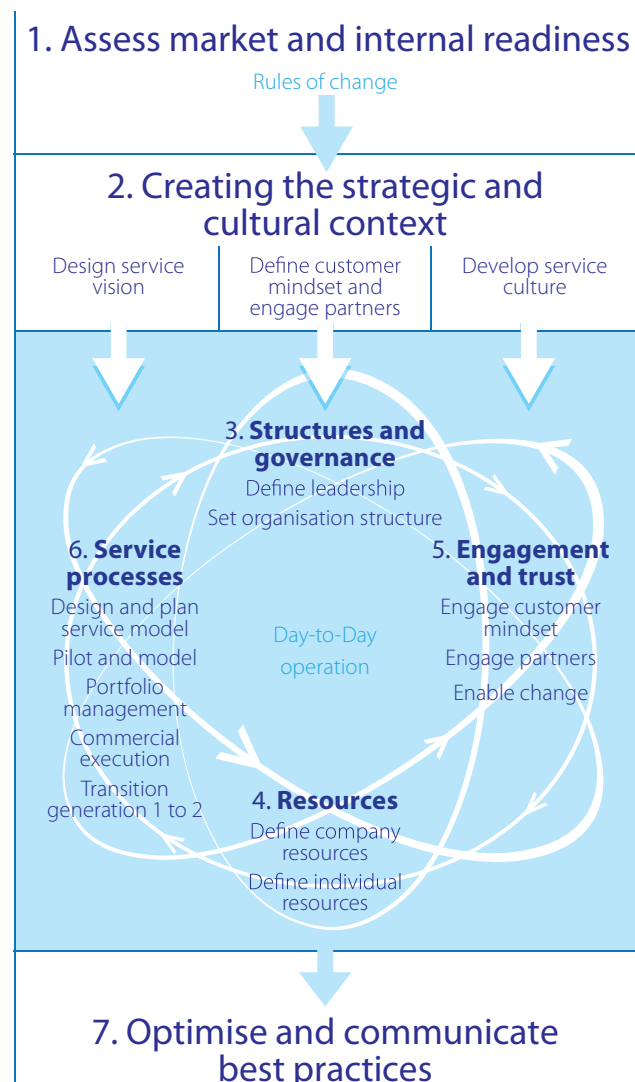 1. Assess market and internal readiness
Rules of change
2. Creating the strategic and
cultural context
Design service
vision
Define customer
mindset and
engage partners
Develop service
culture
3. Structures and
governance
Define leadership
Set organisation structure
6. Service
processes
Design and plan
service model
Pilot and model
Portfolio
management
Commercial
execution
Transition
generation 1 to 2
Day-to-Day
operation
5. Engagement
and trust
Engage customer
mindset
Engage partners
Enable change
4. Resources
Define company
resources
Define individual
resources
7. Optimise and communicate
best practices